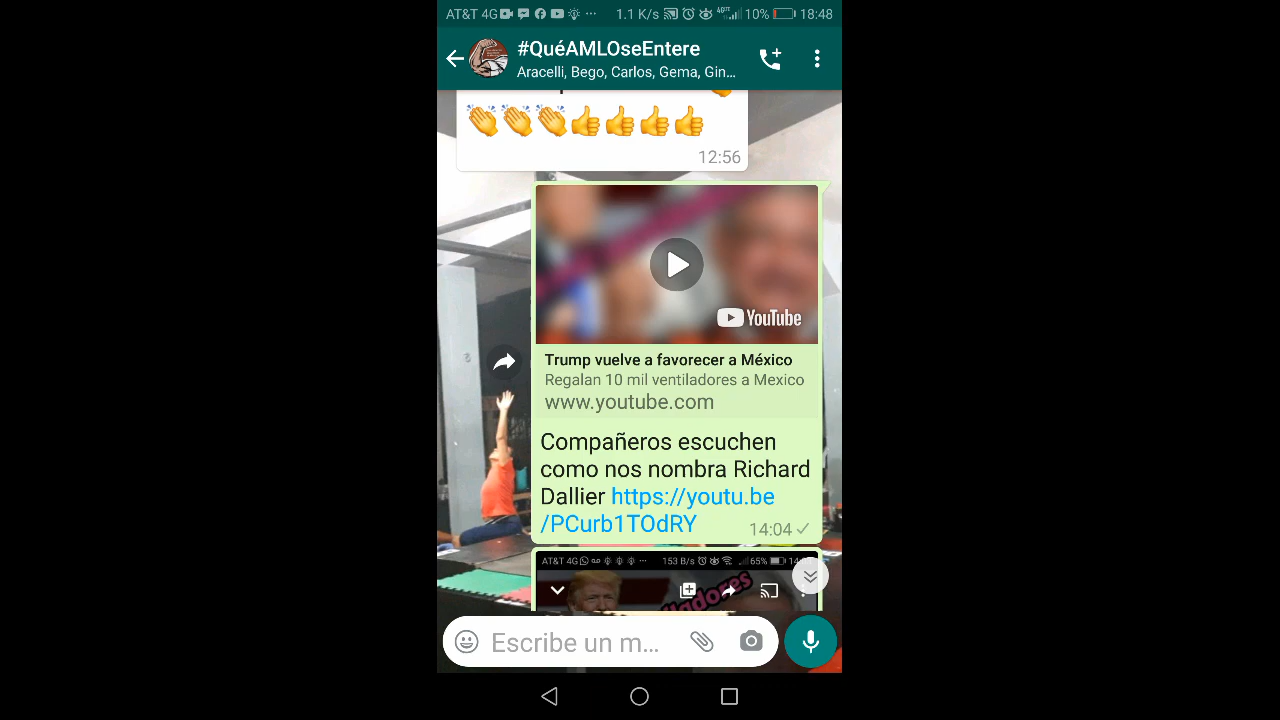 AT&T 4G ... 1.1 K/s 4G 10% 18:48
#QuéAMLOseEntere
Aracelli, Bego, Carlos, Gema, Gin...
12:56
YouTube
Trump vuelve a favorecer a México
Regalan 10 mil ventiladores a Mexico
www.youtube.com
Compañeros escuchen
como nos nombra Richard
Dallier https://youtu.be
/PCurb1TOdRY 14:04
AT&T 4G ... 153 B/s 65%
Escribe un m...